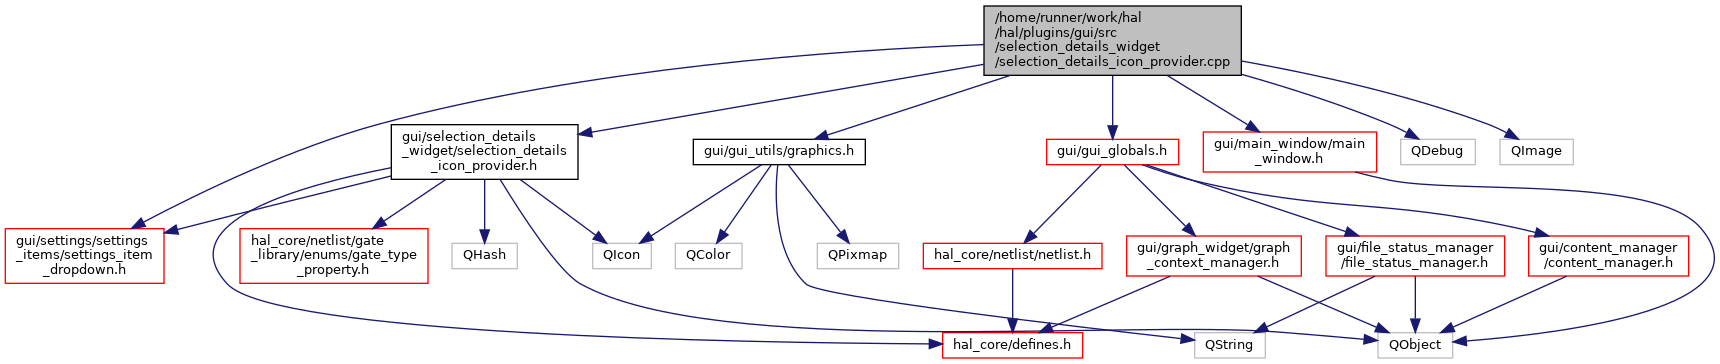 /home/runner/work/hal
/hal/plugins/gui/src
/selection_details_widget
/selection_details_icon_provider.cpp
gui/selection_details
_widget/selection_details
_icon_provider.h
gui/gui_utils/graphics.h
gui/gui_globals.h
gui/main_window/main
_window.h
QDebug
QImage
gui/settings/settings
_items/settings_item
_dropdown.h
hal_core/netlist/gate
_library/enums/gate_type
_property.h
QHash
QIcon
QColor
QPixmap
hal_core/netlist/netlist.h
gui/graph_widget/graph
_context_manager.h
gui/file_status_manager
/file_status_manager.h
gui/content_manager
/content_manager.h
hal_core/defines.h
QString
QObject